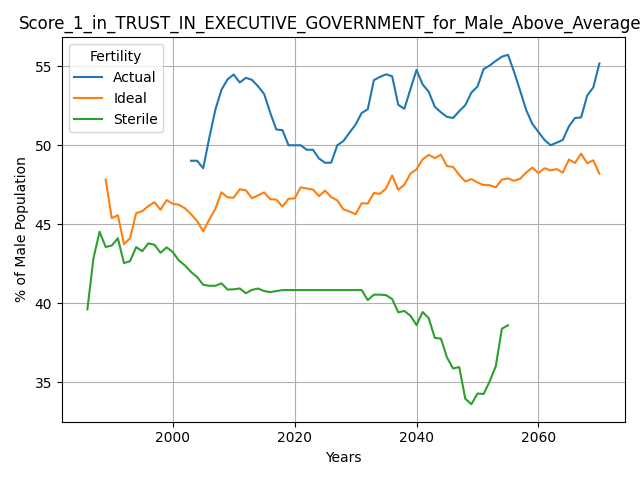 Score_1_in_TRUST_IN_EXECUTIVE_GOVERNMENT_for_Male_Above_Average
Fertility
Actual
Ideal
Sterile
% of Male Population
55
50
45
40
35
2000 2020 2040 2060
Years